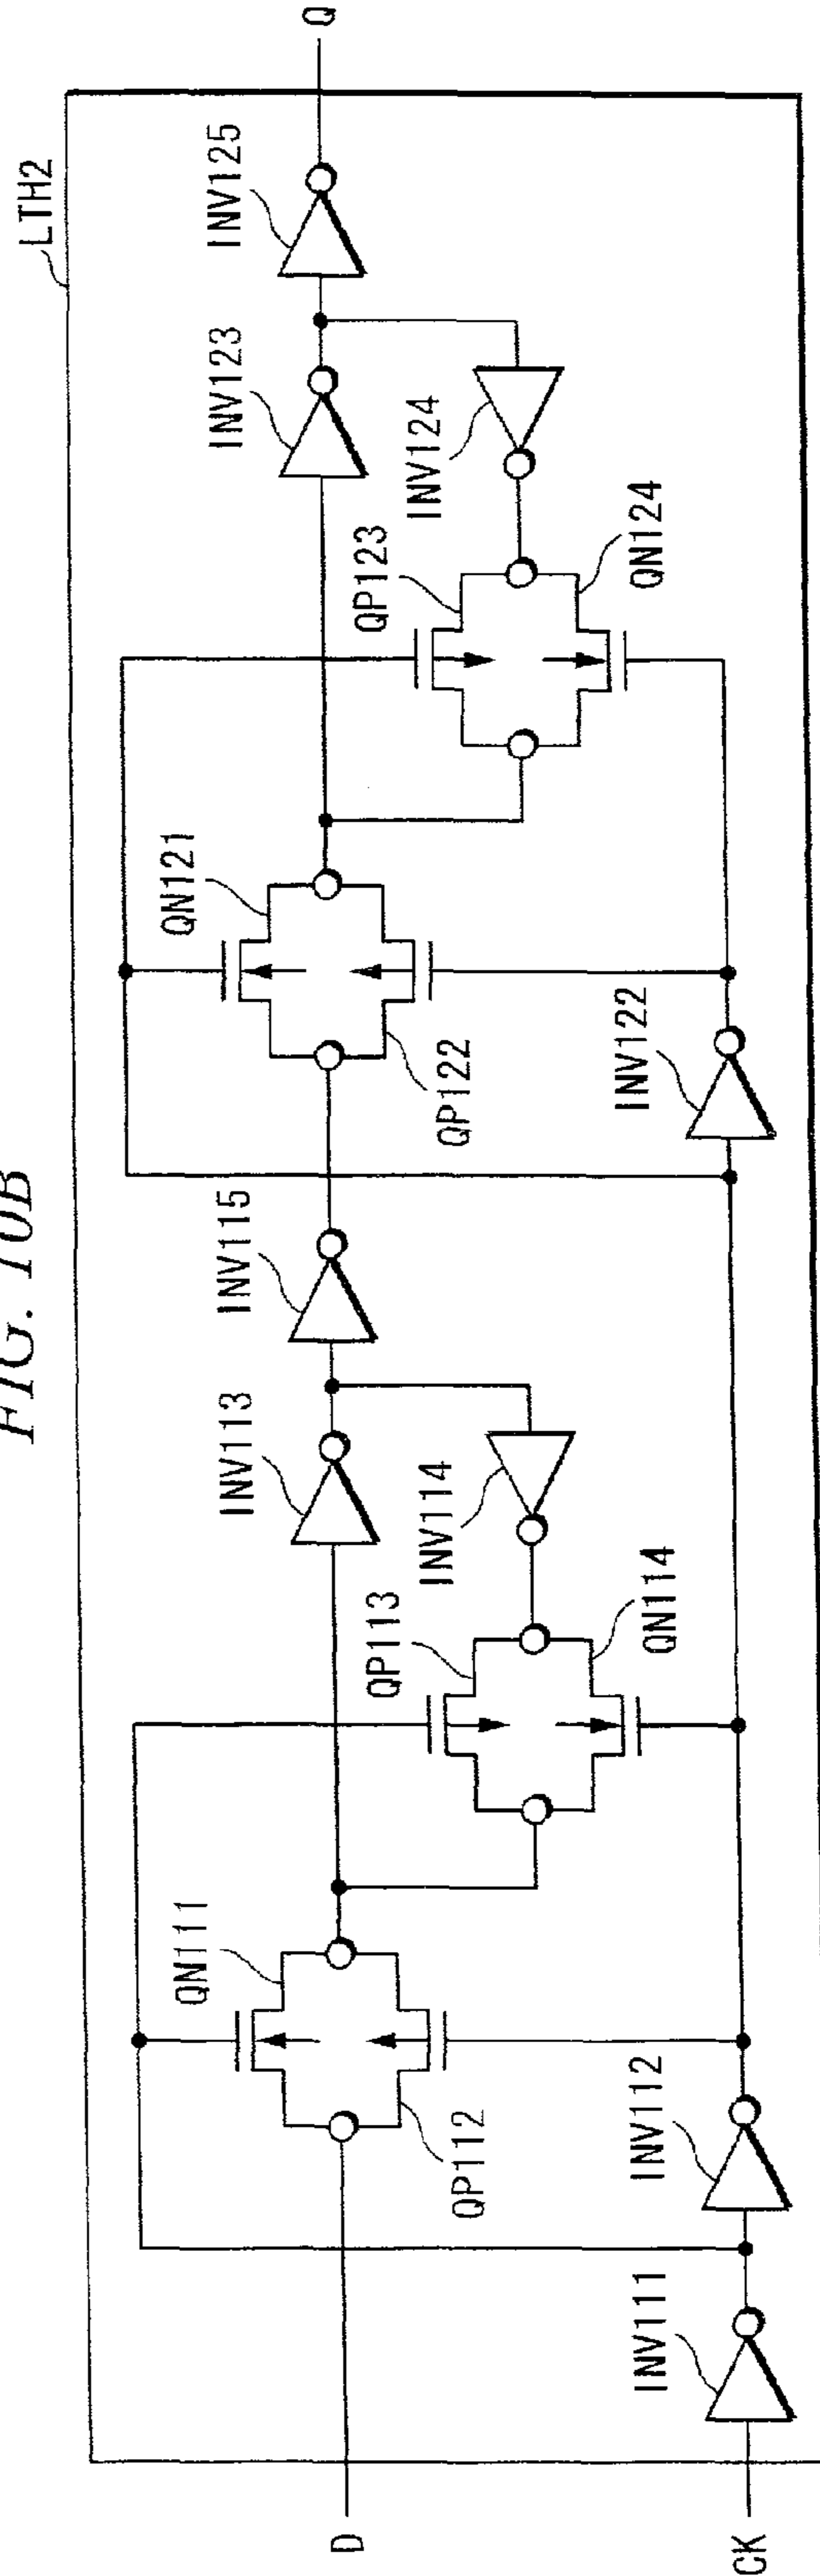 FIG. 10B
LTH2
D
CK
Q
INV111
INV112
QN111
QP112
QP113
QN114
INV113
INV114
INV115
INV122
QN121
QP122
QP123
QN124
INV123
INV124
INV125